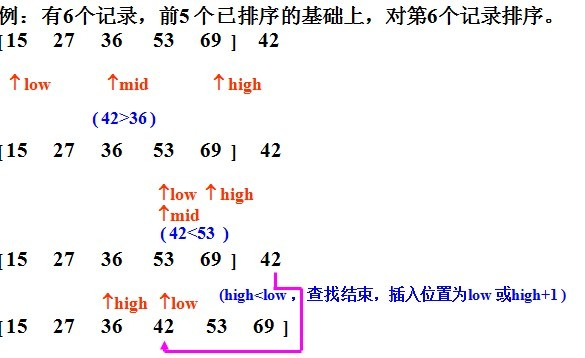 例：有6个记录，前5个已排序的基础上，对第6个记录排序。
[ 15 27 36 53 69 ] 42
↑low ↑mid ↑high
( 42>36 )
[ 15 27 36 53 69 ] 42
↑low ↑high
↑mid
( 42<53 )
[ 15 27 36 53 69 ] 42
(high<low ，查找结束，插入位置为low 或high+1 )
↑high ↑low
[ 15 27 36 42 53 69 ]